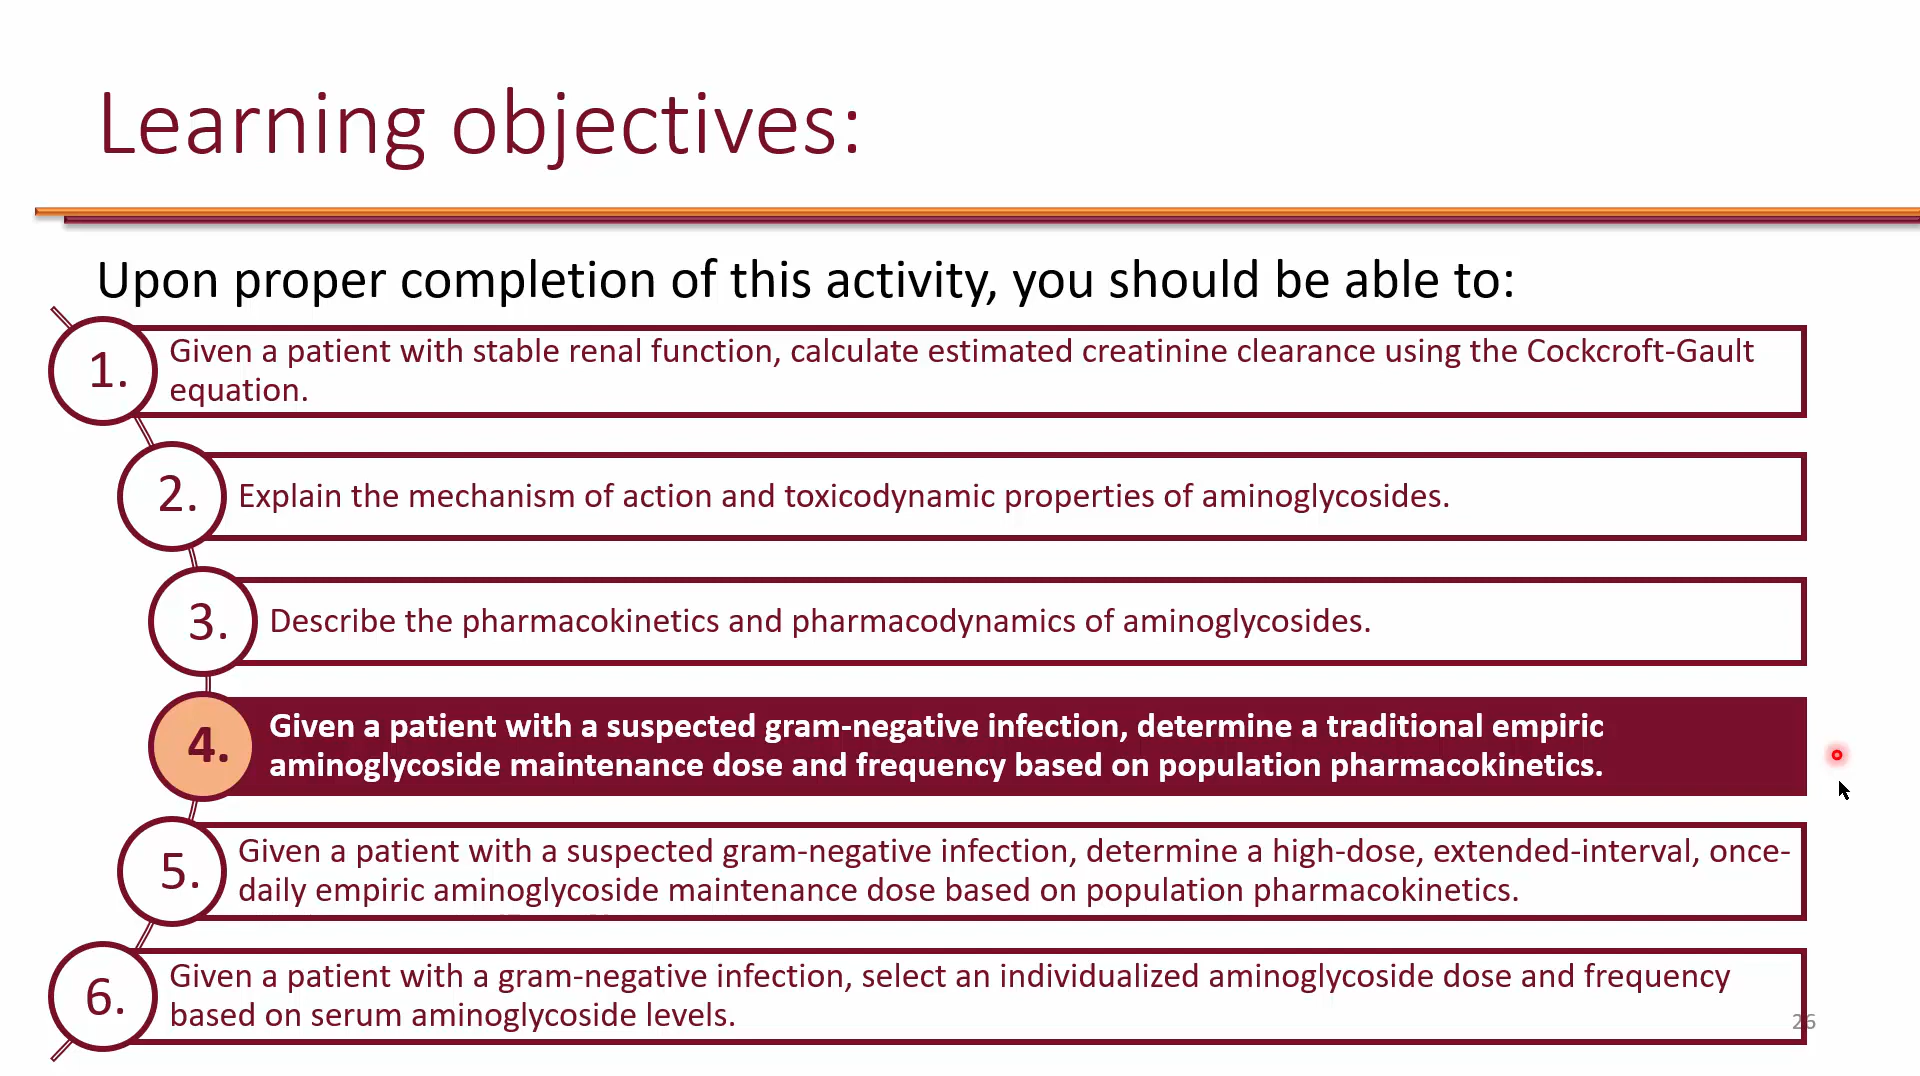 Learning objectives:
Upon proper completion of this activity, you should be able to:
1.
Given a patient with stable renal function, calculate estimated creatinine clearance using the Cockcroft-Gault
equation.
2.
Explain the mechanism of action and toxicodynamic properties of aminoglycosides.
3.
Describe the pharmacokinetics and pharmacodynamics of aminoglycosides.
4.
Given a patient with a suspected gram-negative infection, determine a traditional empiric
aminoglycoside maintenance dose and frequency based on population pharmacokinetics.
5.
Given a patient with a suspected gram-negative infection, determine a high-dose, extended-interval, once-
daily empiric aminoglycoside maintenance dose based on population pharmacokinetics.
6.
Given a patient with a gram-negative infection, select an individualized aminoglycoside dose and frequency
based on serum aminoglycoside levels.
26